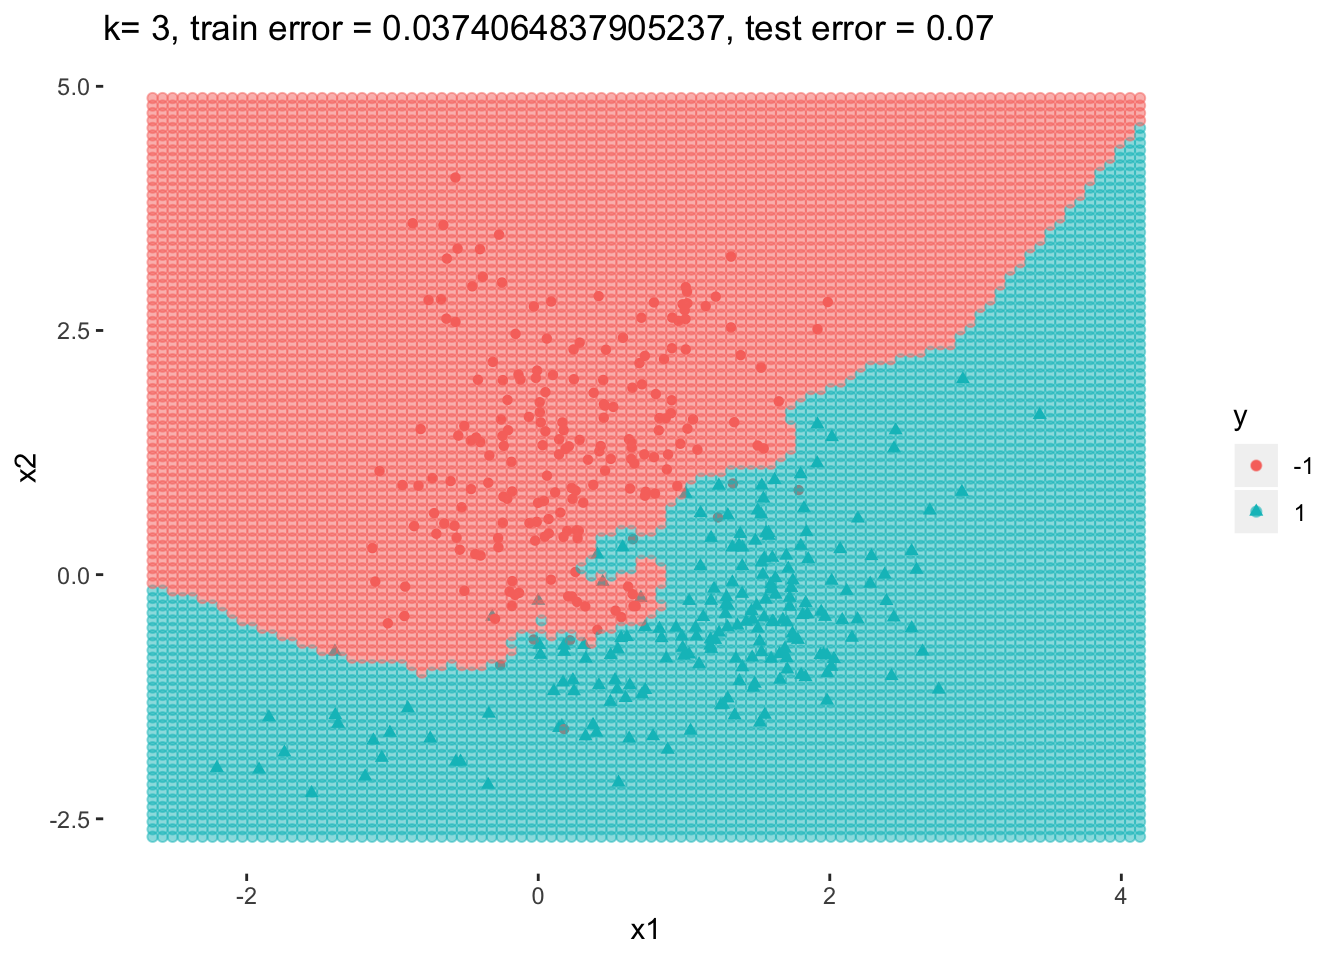 k= 3, train error = 0.0374064837905237, test error = 0.07
5.0
2.5
0.0
-2.5
x2
-2
0
2
4
x1
y
-1
1